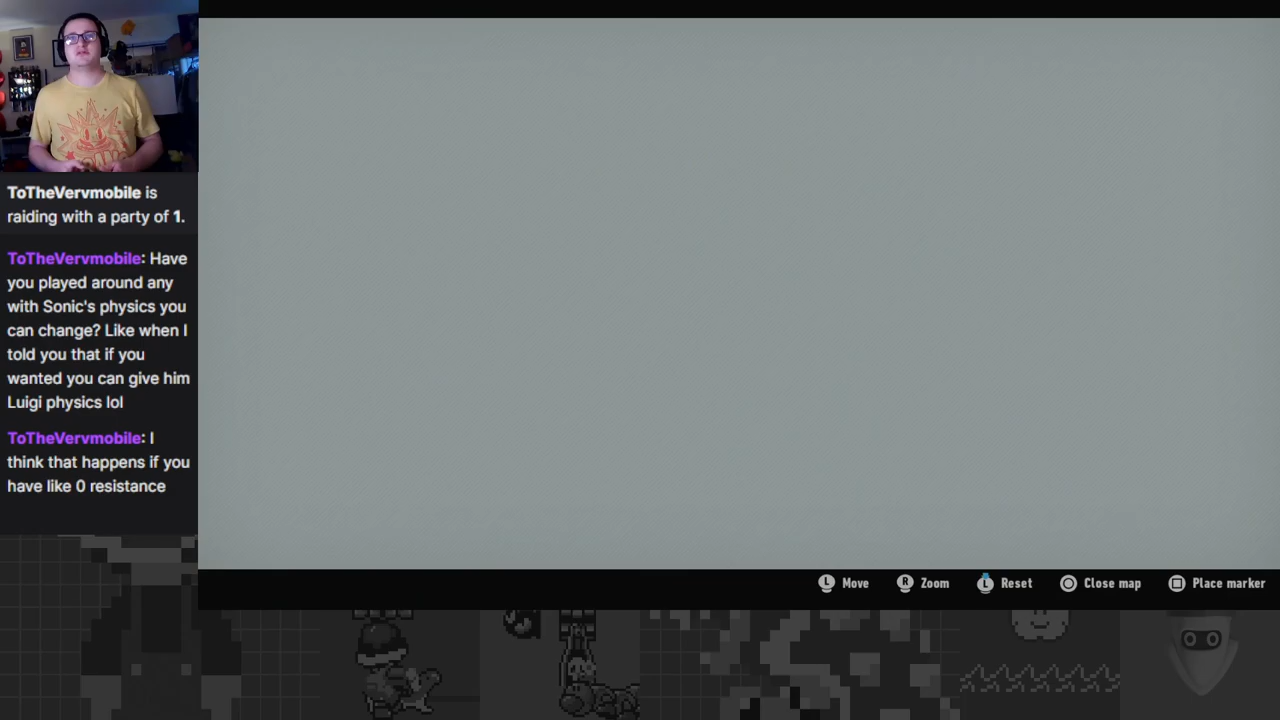 ToTheVervmobile is
raiding with a party of 1.
ToTheVervmobile: Have
you played around any
with Sonic's physics you
can change? Like when I
told you that if you
wanted you can give him
Luigi physics lol
ToTheVervmobile: I
think that happens if you
have like 0 resistance
L Move R Zoom L Reset Close map Place marker